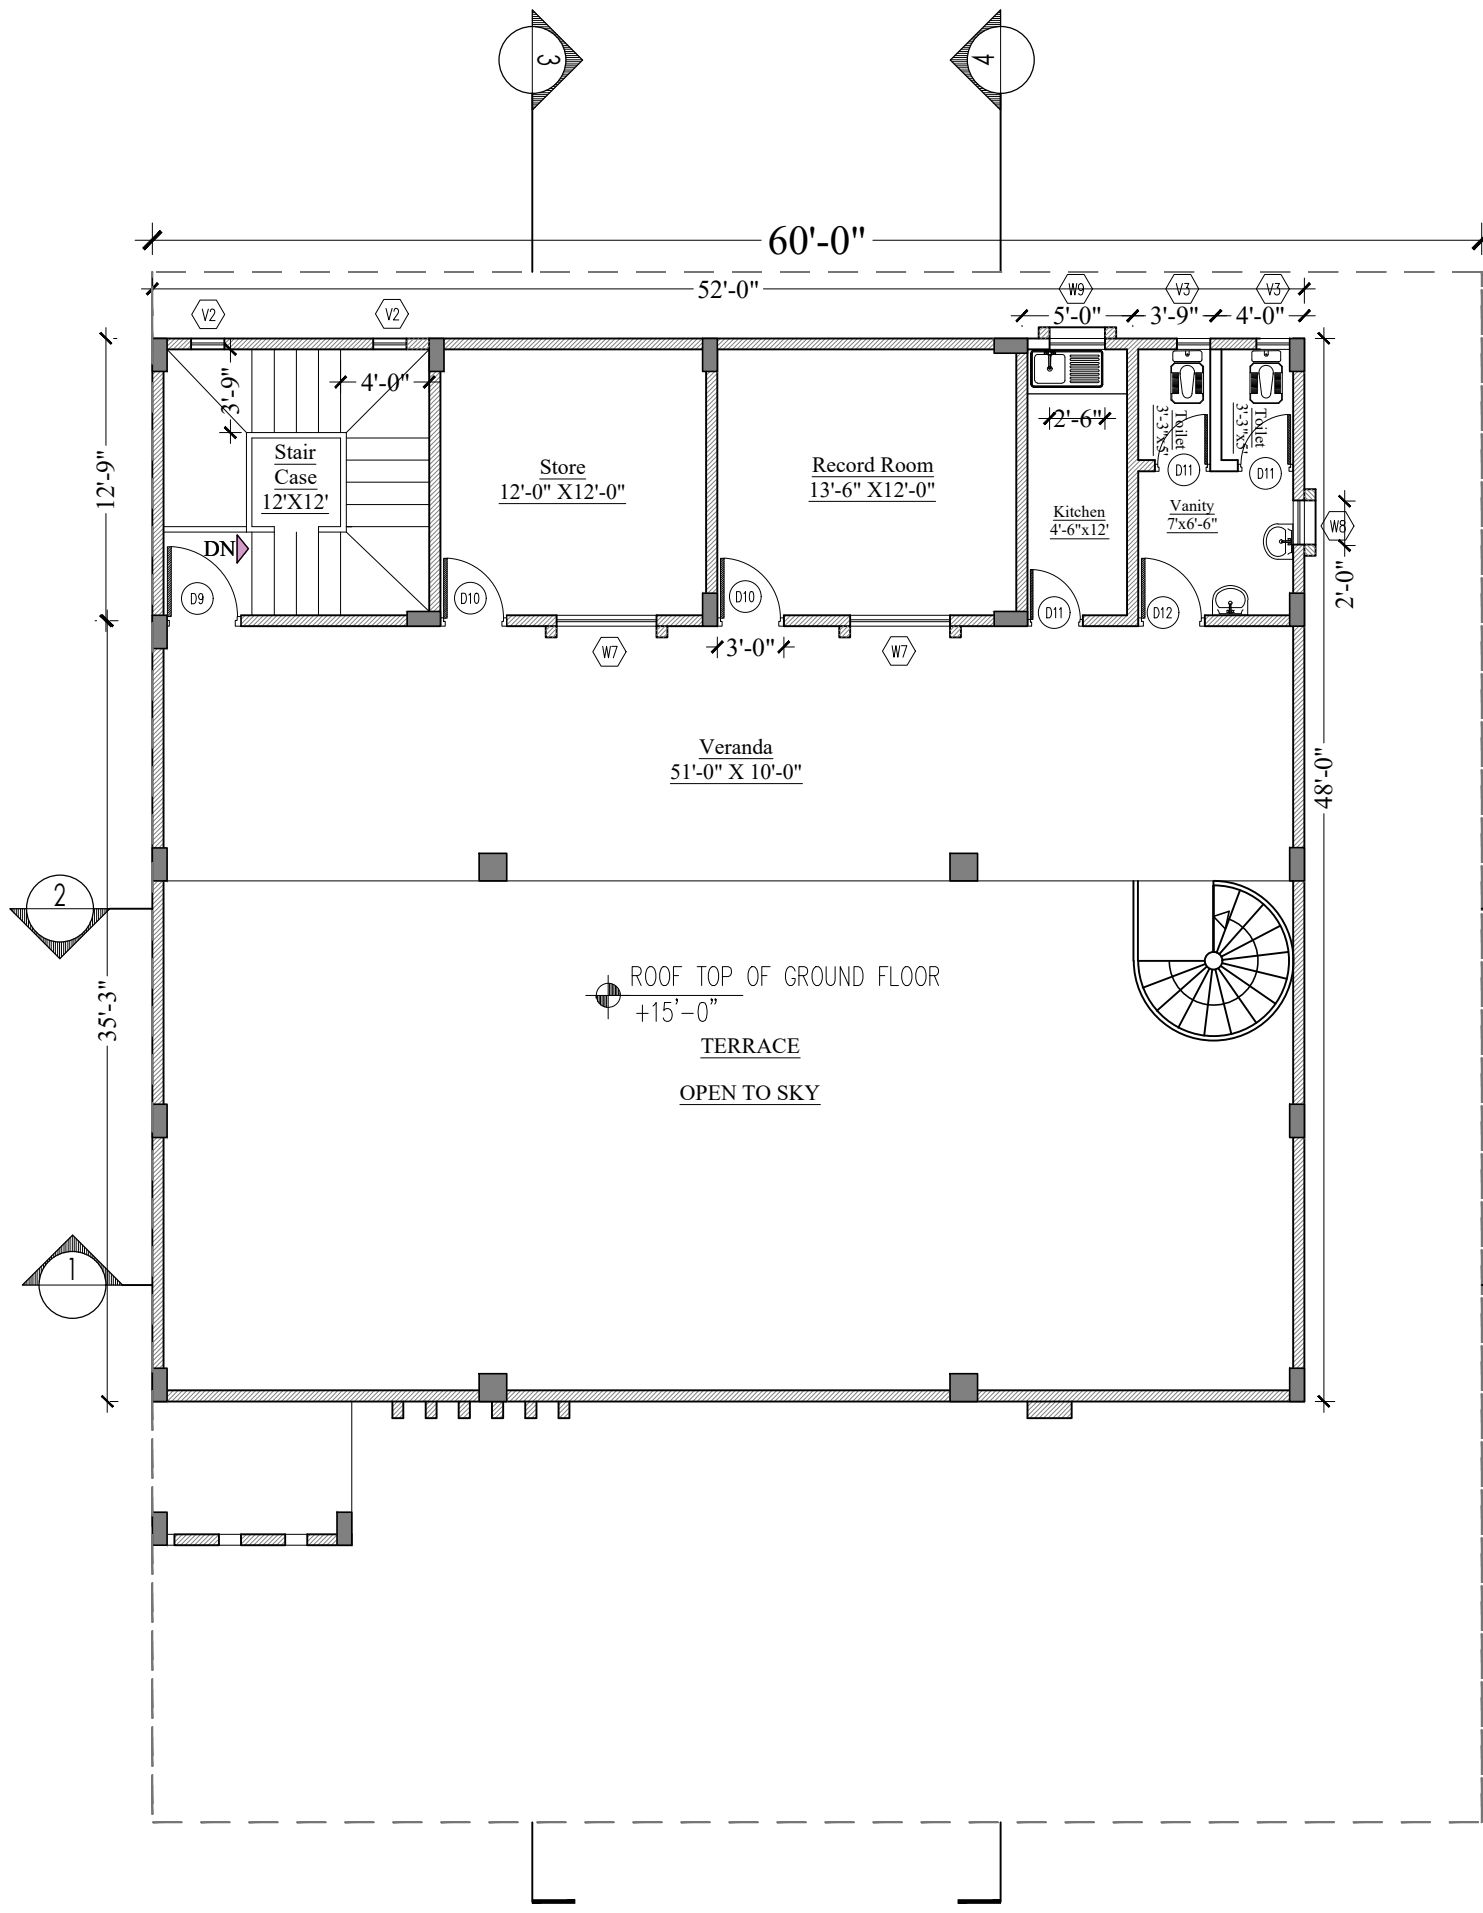 3
4
60'-0"
52'-0"
V2
V2
W9
V3
V3
5'-0"
3'-9"
4'-0"
3'-9"
4'-0"
2'-6"
Toilet
3'-3"x5'
Toilet
3'-3"x5'
12'-9"
Stair
Case
12'X12'
Store
12'-0" X12'-0"
Record Room
13'-6" X12'-0"
Kitchen
4'-6"x12'
D11
D11
Vanity
7'x6'-6"
W8
2'-0"
DN
D9
D10
D10
D11
D12
W7
3'-0"
W7
Veranda
51'-0" X 10'-0"
48'-0"
2
35'-3"
ROOF TOP OF GROUND FLOOR
+15'-0"
TERRACE
OPEN TO SKY
1